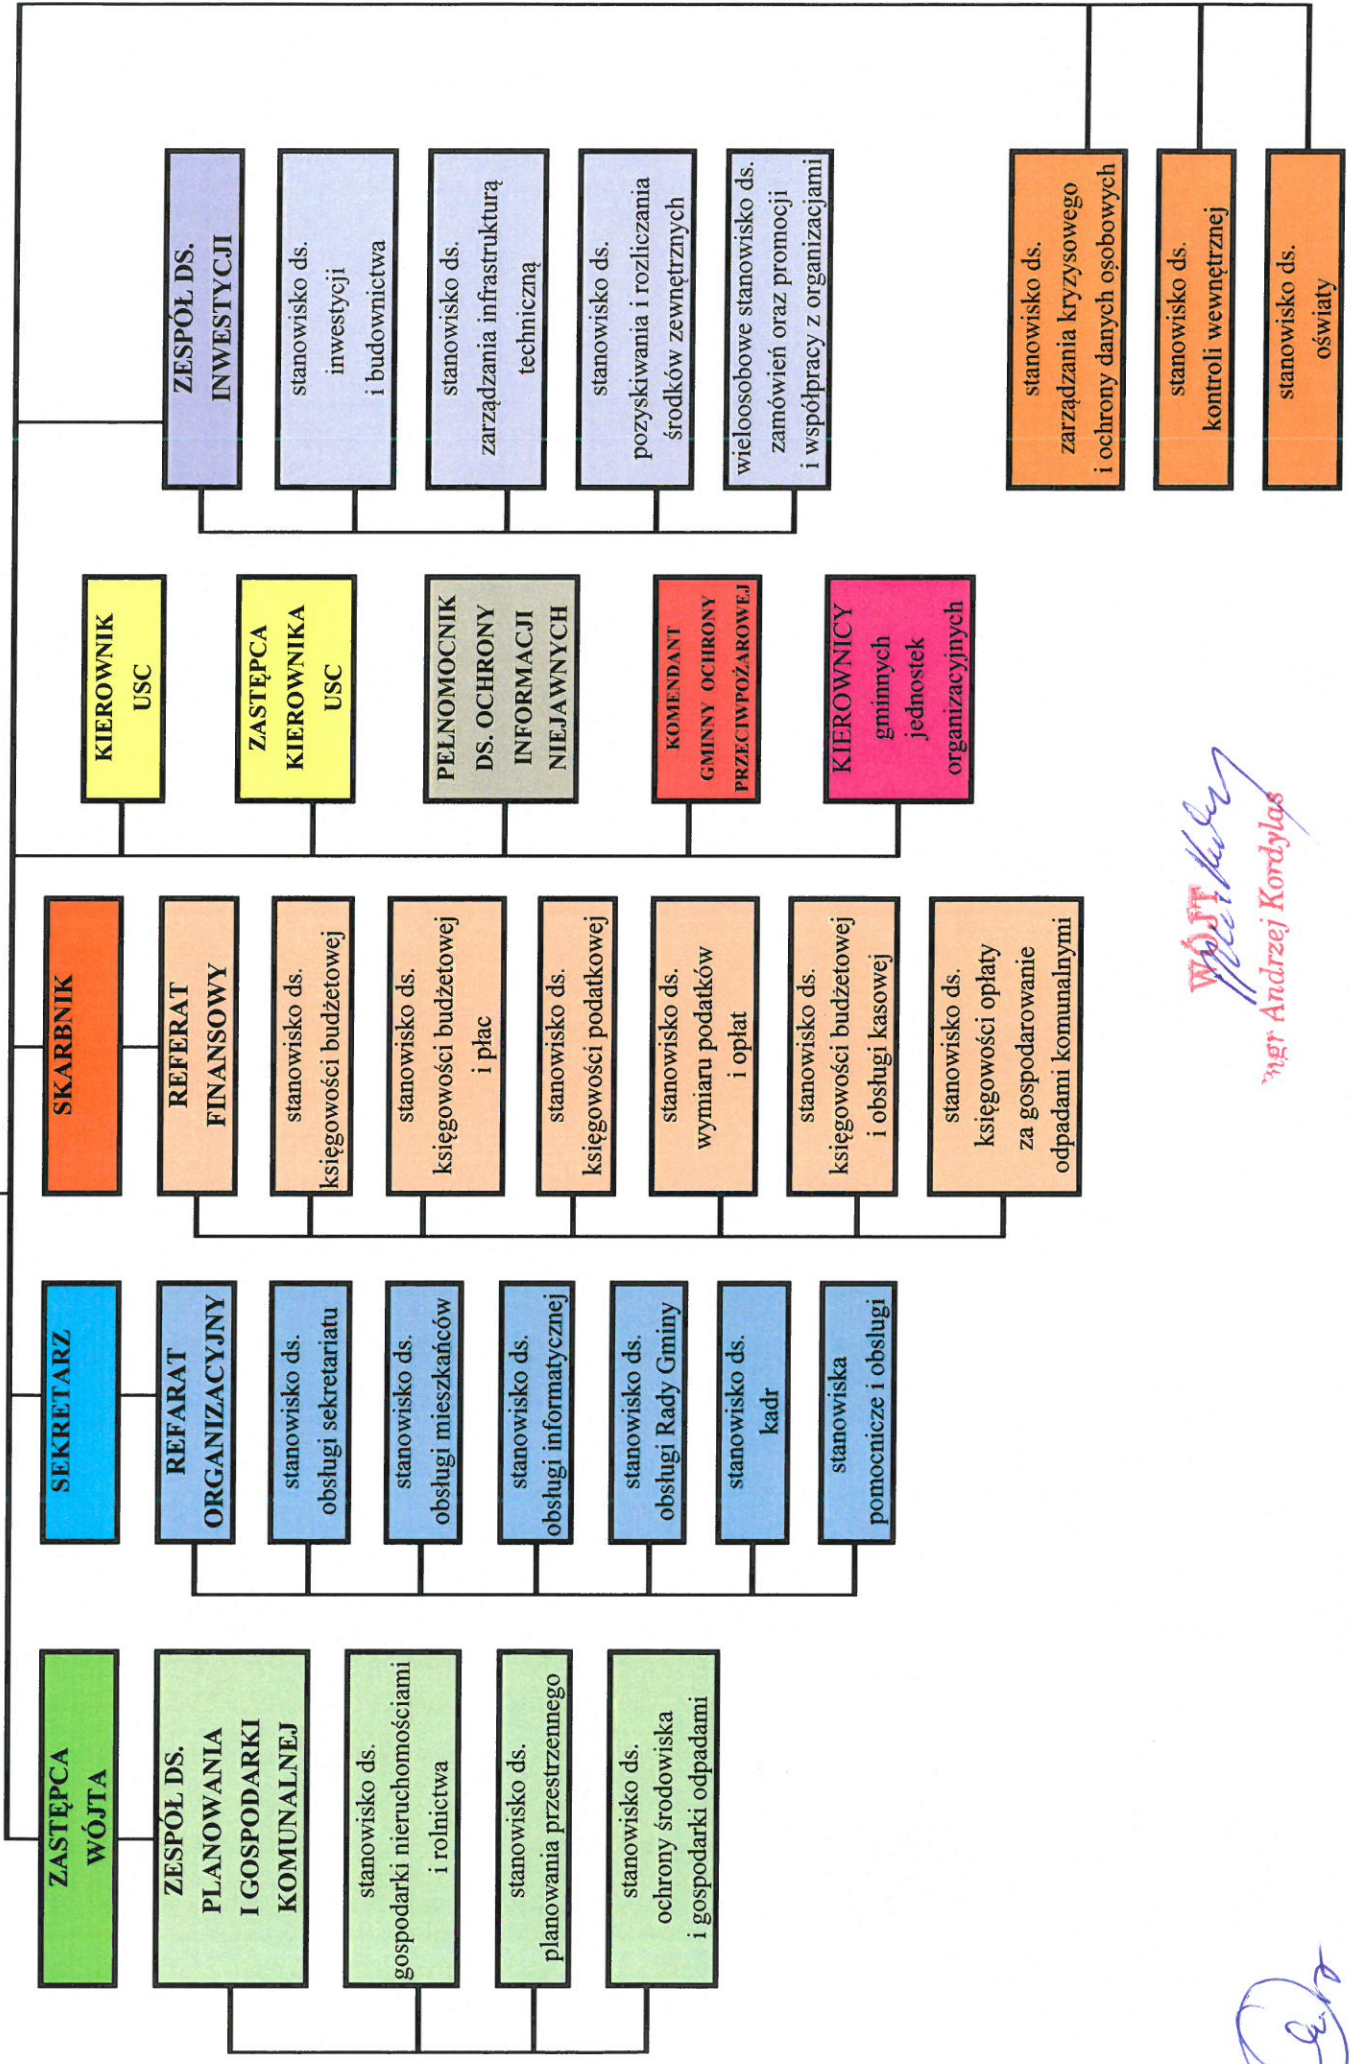 ZASTĘPCA
WÓJTA
ZESPÓŁ DS.
PLANOWANIA
I GOSPODARKI
KOMUNALNEJ
stanowisko ds.
gospodarki nieruchomościami
i rolnictwa
stanowisko ds.
planowania przestrzennego
stanowisko ds.
ochrony środowiska
i gospodarki odpadami
SEKRETARZ
REFARAT
ORGANIZACYJNY
stanowisko ds.
obsługi sekretariatu
stanowisko ds.
obsługi mieszkańców
stanowisko ds.
obsługi informatycznej
stanowisko ds.
obsługi Rady Gminy
stanowisko ds.
kadr
stanowiska
pomocnicze i obsługi
SKARBNIK
REFERAT
FINANSOWY
stanowisko ds.
księgowości budżetowej
stanowisko ds.
księgowości budżetowej
i płac
stanowisko ds.
księgowości podatkowej
stanowisko ds.
wymiaru podatków
i opłat
stanowisko ds.
księgowości budżetowej
i obsługi kasowej
stanowisko ds.
księgowości opłaty
za gospodarowanie
odpadami komunalnymi
KIEROWNIK
USC
ZASTĘPCA
KIEROWNIKA
USC
PEŁNOMOCNIK
DS. OCHRONY
INFORMACJI
NIEJAWNYCH
KOMENDANT
GMINY OCHRONY
PRZECIWPOŻAROWEJ
KIEROWNICY
gminnych
jednostek
organizacyjnych
ZESPÓŁ DS.
INWESTYCJI
stanowisko ds.
inwestycji
i budownictwa
stanowisko ds.
zarządzania infrastrukturą
techniczną
stanowisko ds.
pozyskiwania i rozliczania
środków zewnętrznych
wieloosobowe stanowisko ds.
zamówień oraz promocji
i współpracy z organizacjami
stanowisko ds.
zarządzania kryzysowego
i ochrony danych osobowych
stanowisko ds.
kontroli wewnętrznej
stanowisko ds.
oświaty
WÓJT
mgr Andrzej Kordylas